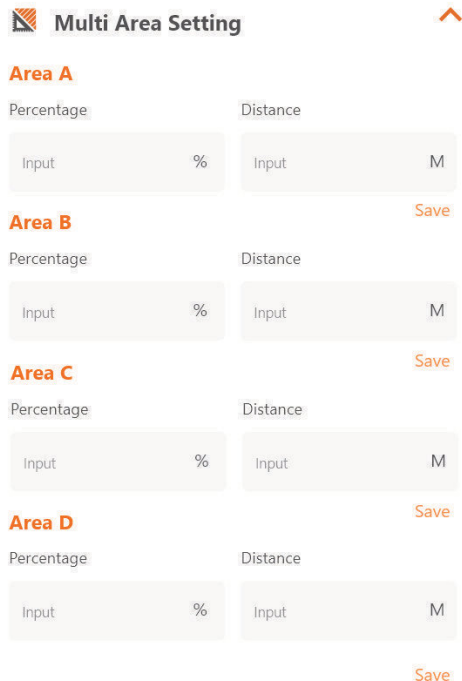 Multi Area Setting
Area A
Percentage Distance
Input % Input M
Save
Area B
Percentage Distance
Input % Input M
Save
Area C
Percentage Distance
Input % Input M
Save
Area D
Percentage Distance
Input % Input M
Save